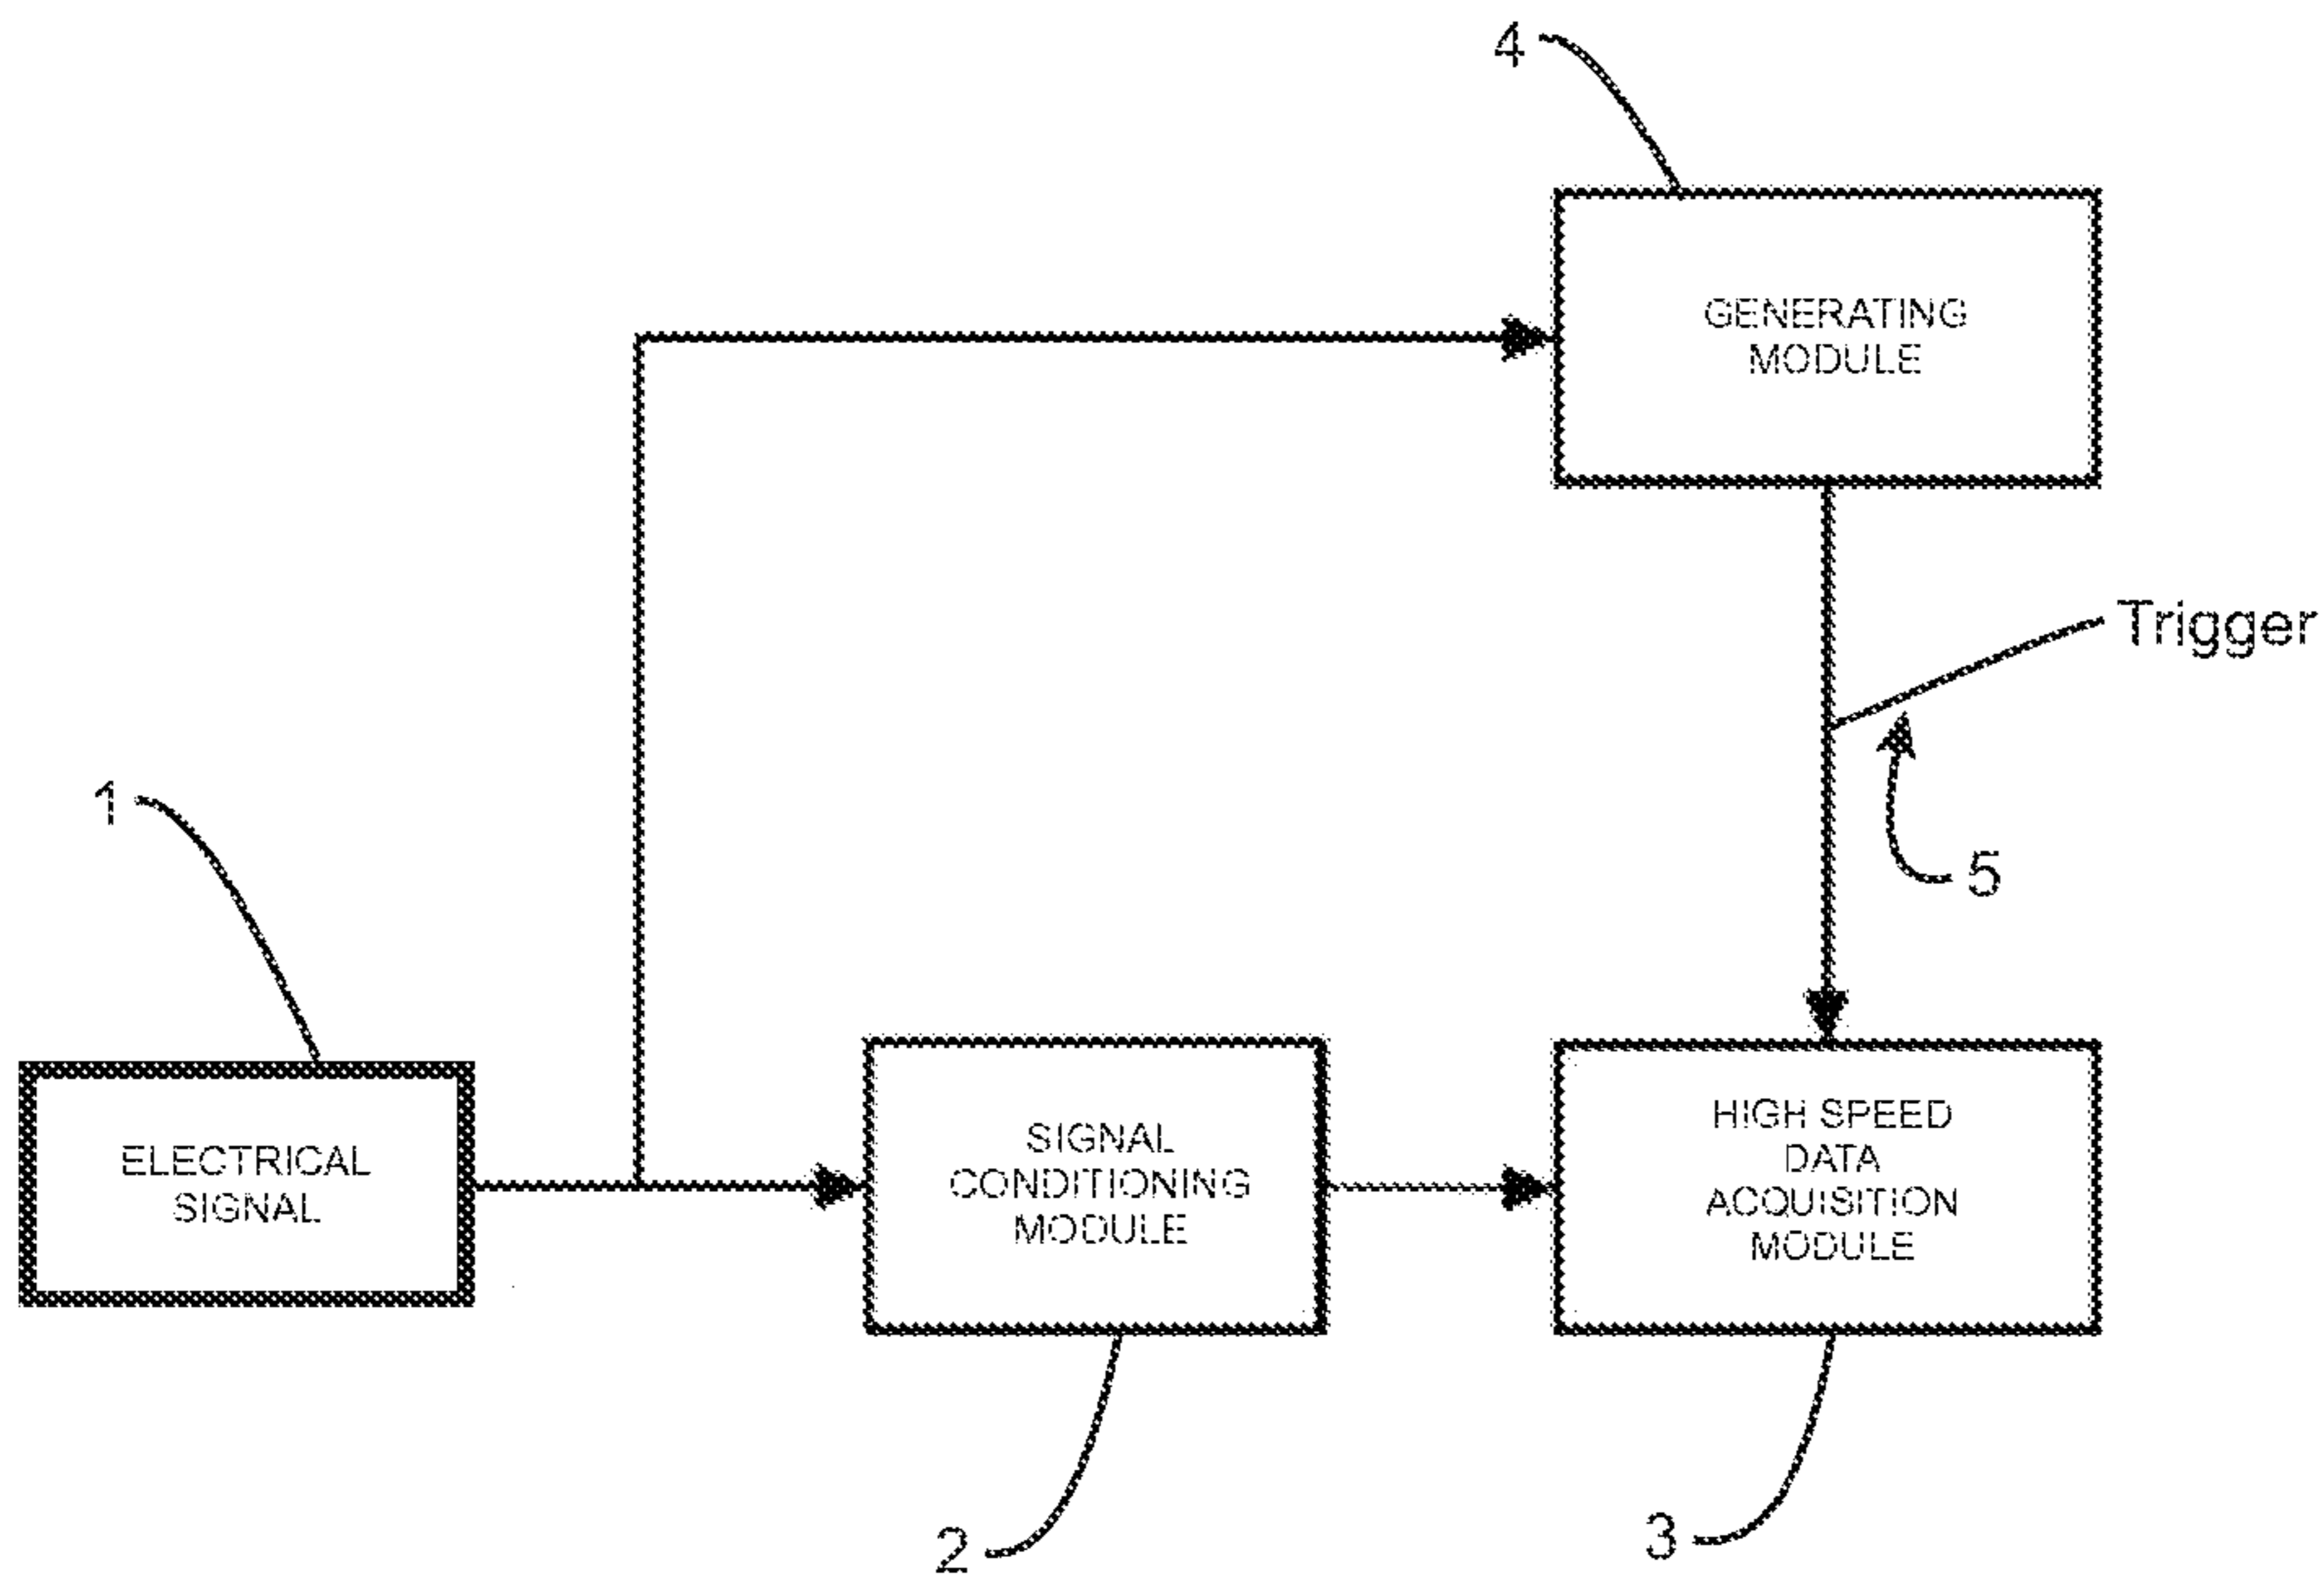 4
GENERATING
MODULE
Trigger
5
1
ELECTRICAL
SIGNAL
SIGNAL
CONDITIONING
MODULE
HIGH SPEED
DATA
ACQUISITION
MODULE
2
3